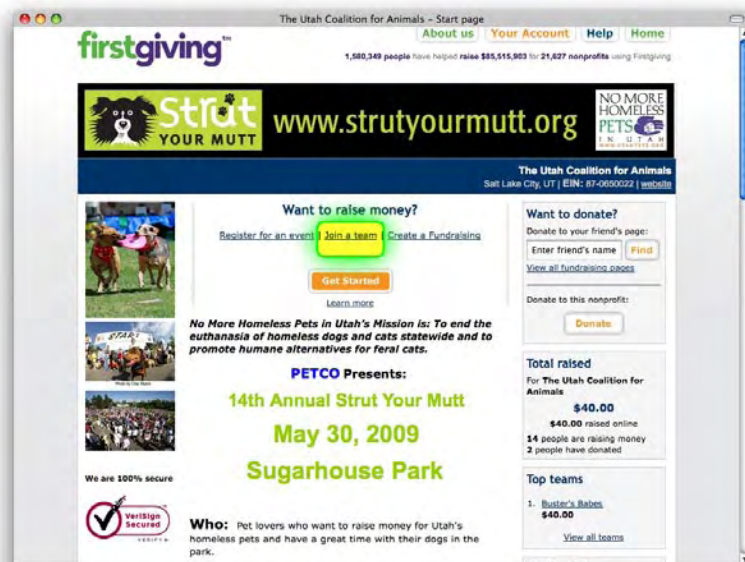 The Utah Coalition for Animals – Start page
firstgiving™
About us
Your Account
Help
Home
1,580,349 people have helped raise $85,515,903 for 21,627 nonprofits using Firstgiving
Strut
YOUR MUTT
www.strutyourmutt.org
NO MORE
HOMELESS
PETS
IN UTAH
The Utah Coalition for Animals
Salt Lake City, UT | EIN: 87-0650022 | website
Want to raise money?
Register for an event | Join a team | Create a Fundraising
Get Started
Learn more
No More Homeless Pets in Utah's Mission is: To end the
euthanasia of homeless dogs and cats statewide and to
promote humane alternatives for feral cats.
PETCO Presents:
14th Annual Strut Your Mutt
May 30, 2009
Sugarhouse Park
Who: Pet lovers who want to raise money for Utah's
homeless pets and have a great time with their dogs in the
park.
START
We are 100% secure
VeriSign
Secured
VERIFY
Want to donate?
Donate to your friend's page:
Enter friend's name
Find
View all fundraising pages
Donate to this nonprofit:
Donate
Total raised
For The Utah Coalition for
Animals
$40.00
$40.00 raised online
14 people are raising money
2 people have donated
Top teams
1. Buster's Babes
$40.00
View all teams